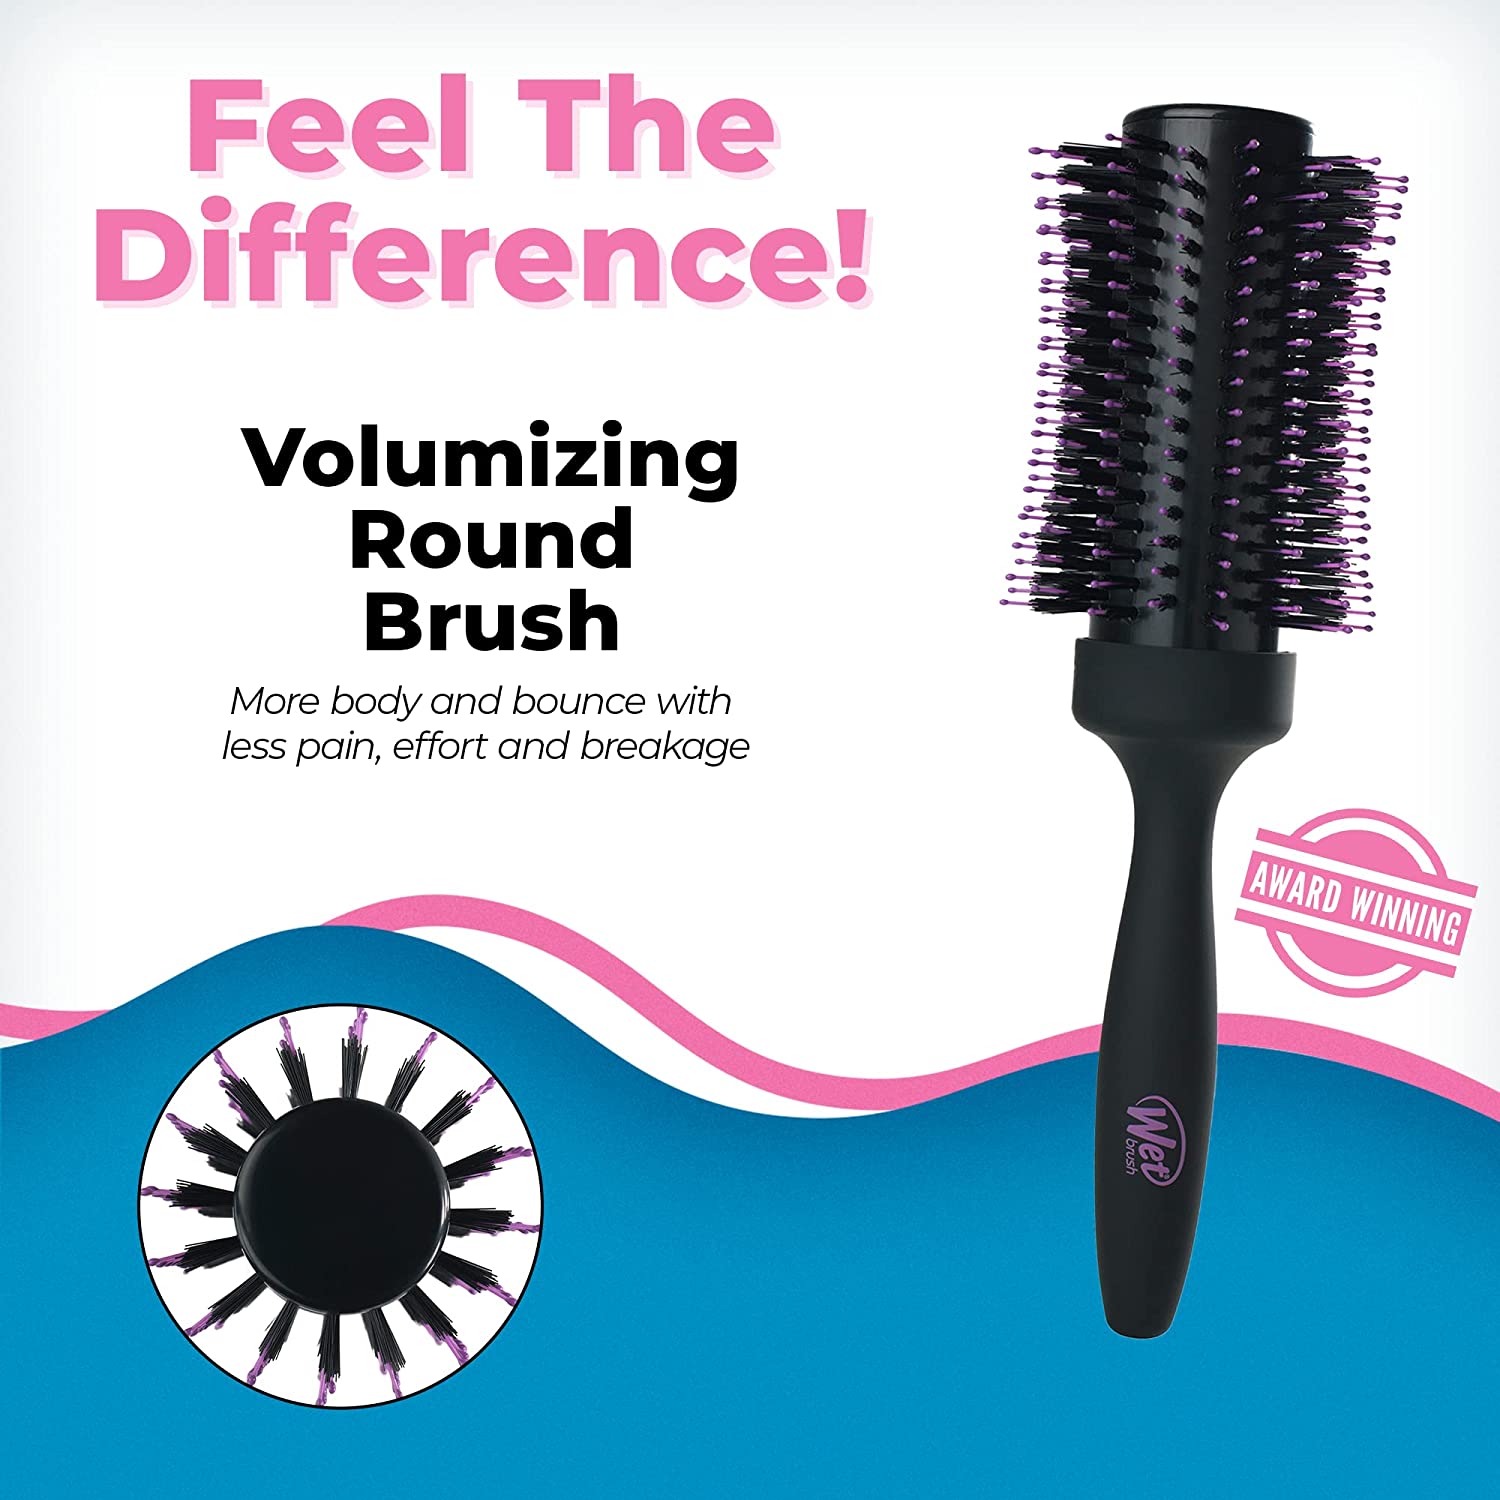 Feel The
Difference!
Volumizing
Round
Brush
More body and bounce with
less pain, effort and breakage
AWARD WINNING
Wet
brush